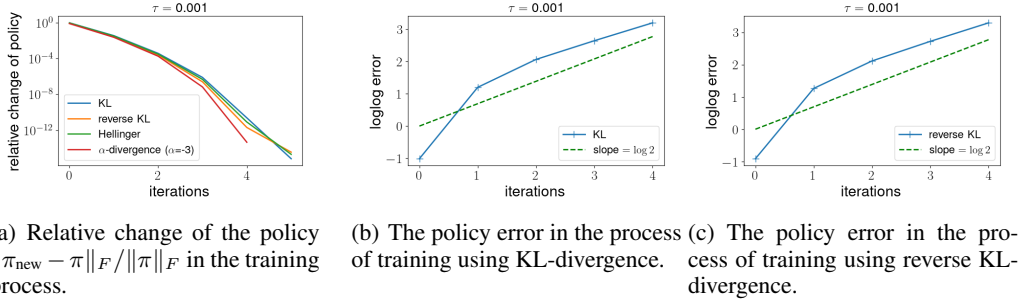 τ = 0.001
relative change of policy
10^0
10^-4
10^-8
10^-12
KL
reverse KL
Hellinger
α-divergence (α=-3)
0
2
4
iterations
τ = 0.001
loglog error
3
2
1
0
−1
KL
slope = log 2
0
1
2
3
4
iterations
τ = 0.001
loglog error
3
2
1
0
−1
reverse KL
slope = log 2
0
1
2
3
4
iterations
a) Relative change of the policy
π_new − π‖_F/‖π‖_F in the training
process.
(b) The policy error in the process
of training using KL-divergence.
(c) The policy error in the pro-
cess of training using reverse KL-
divergence.